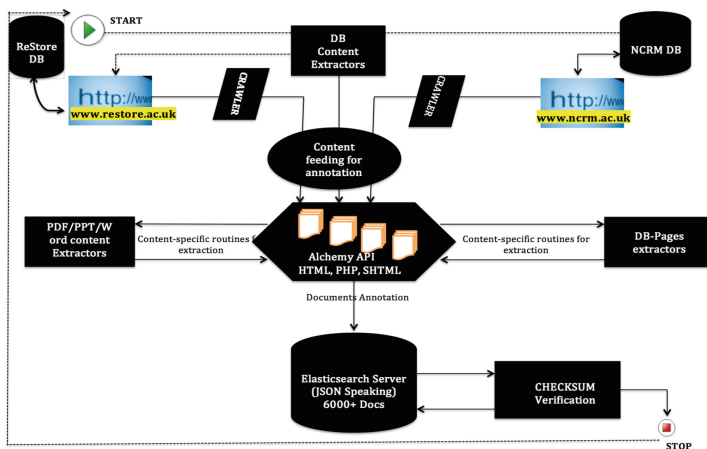 START
ReStore
DB
DB
Content
Extractors
NCRM DB
http://www
www.restore.ac.uk
CRAWLER
CRAWLER
http://ww
www.ncrm.ac.uk
Content
feeding for
annotation
PDF/PPT/W
ord content
Extractors
Content-specific routines f
extraction
Alchemy API
HTML, PHP, SHTML
Content-specific routines for
extraction
DB-Pages
extractors
Documents Annotation
Elasticsearch Server
(JSON Speaking)
6000+ Docs
CHECKSUM
Verification
STOP